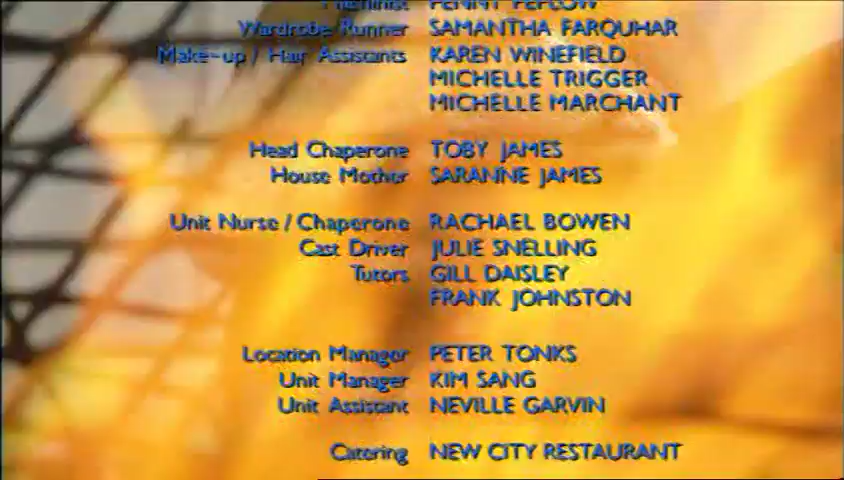 Wardrobe Runner SAMANTHA FARQUHAR
Make-up / Hair Assistants KAREN WINEFIELD
MICHELLE TRIGGER
MICHELLE MARCHANT
Head Chaperone TOBY JAMES
House Mother SARANNE JAMES
Unit Nurse / Chaperone RACHAEL BOWEN
Cast Driver JULIE SNELLING
Tutors GILL DAISLEY
FRANK JOHNSTON
Location Manager PETER TONKS
Unit Manager KIM SANG
Unit Assistant NEVILLE GARVIN
Catering NEW CITY RESTAURANT